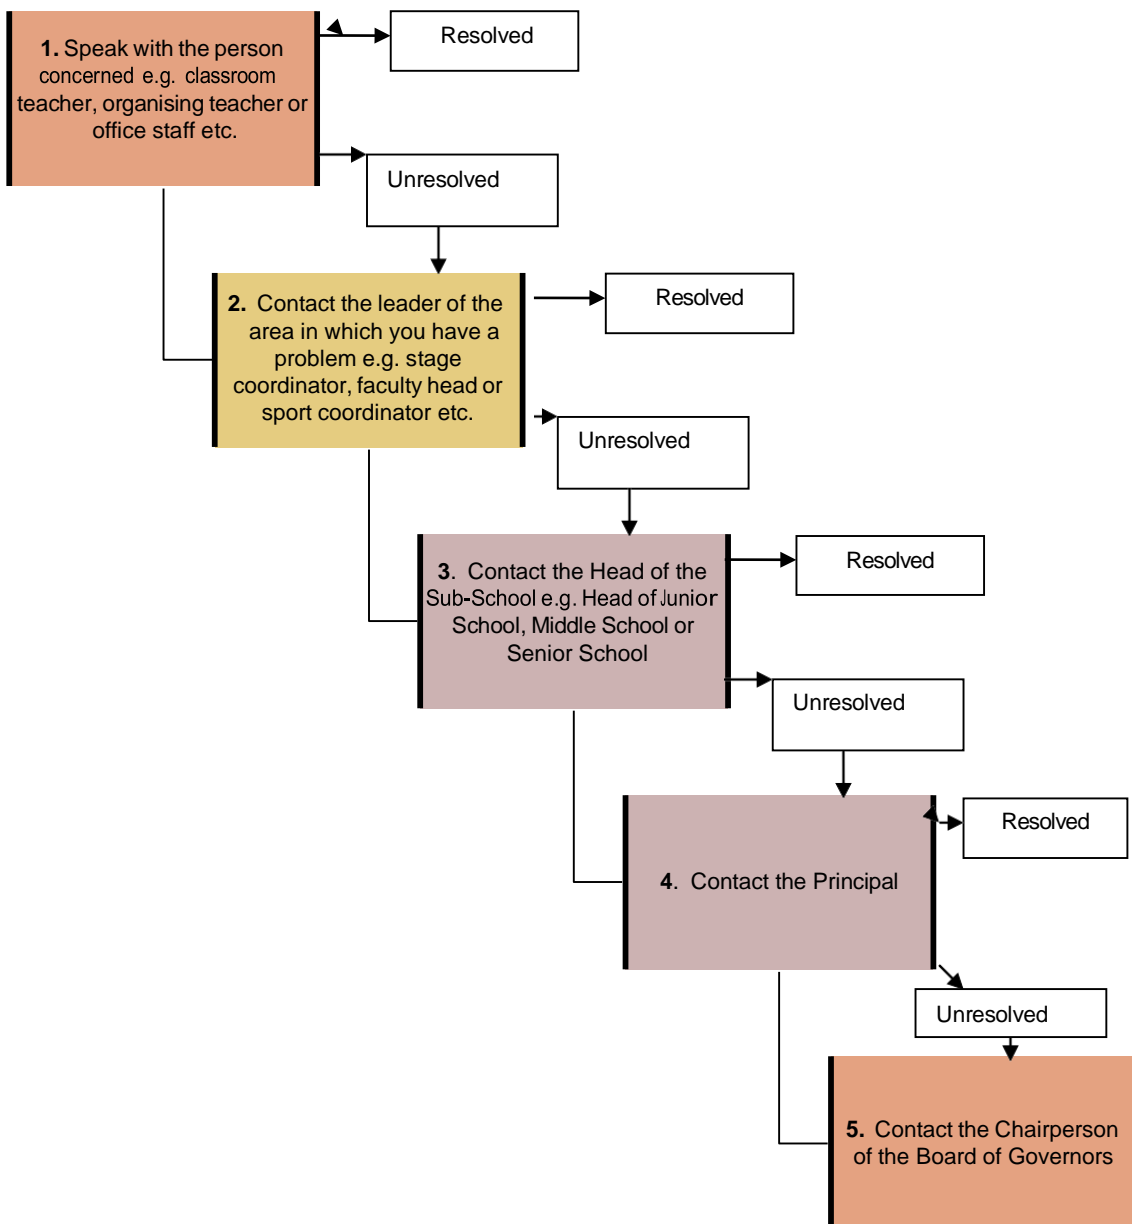 1. Speak with the person
concerned e.g. classroom
teacher, organising teacher or
office staff etc.
Resolved
Unresolved
2. Contact the leader of the
area in which you have a
problem e.g. stage
coordinator, faculty head or
sport coordinator etc.
Resolved
Unresolved
3. Contact the Head of the
Sub-School e.g. Head of Junior
School, Middle School or
Senior School
Resolved
Unresolved
4. Contact the Principal
Resolved
Unresolved
5. Contact the Chairperson
of the Board of Governors